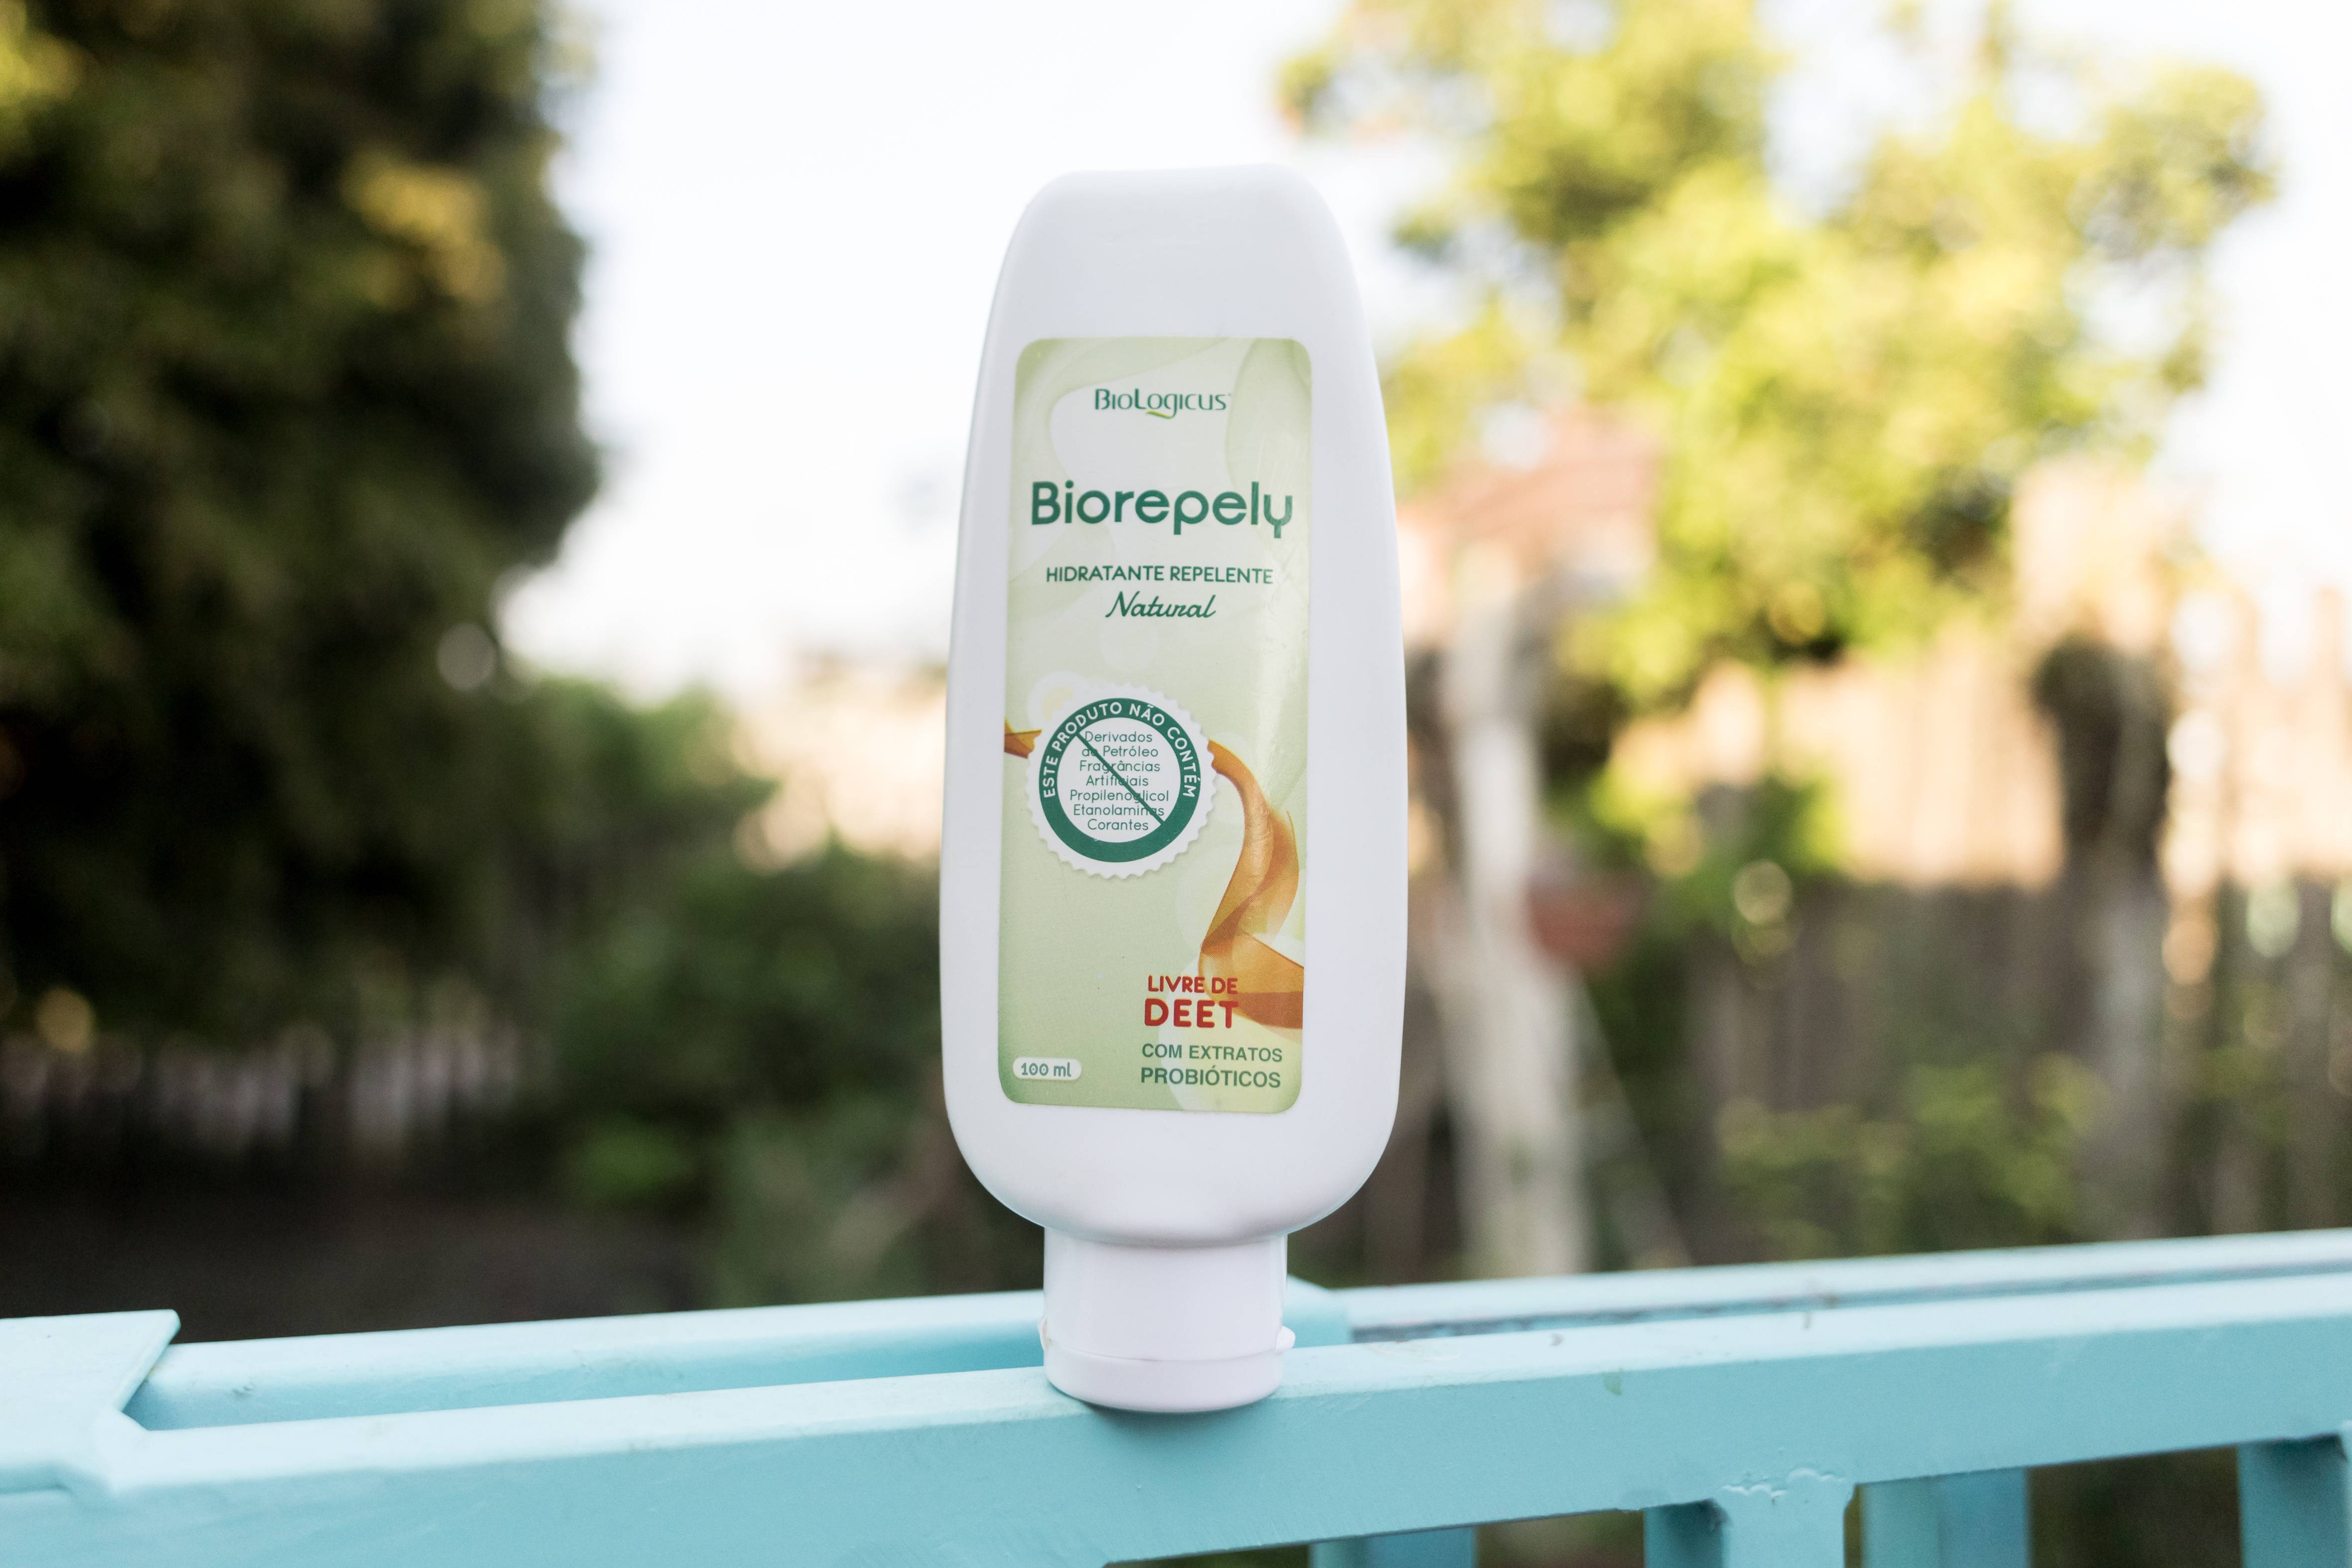 BioLogicus
Biorepely
HIDRATANTE REPELENTE
Natural
ESTE PRODUTO NÃO CONTÉM
Derivados
de Petróleo
Fragrâncias
Artificiais
Propilenoglicol
Etanolaminas
Corantes
LIVRE DE
DEET
COM EXTRATOS
PROBIÓTICOS
100 ml